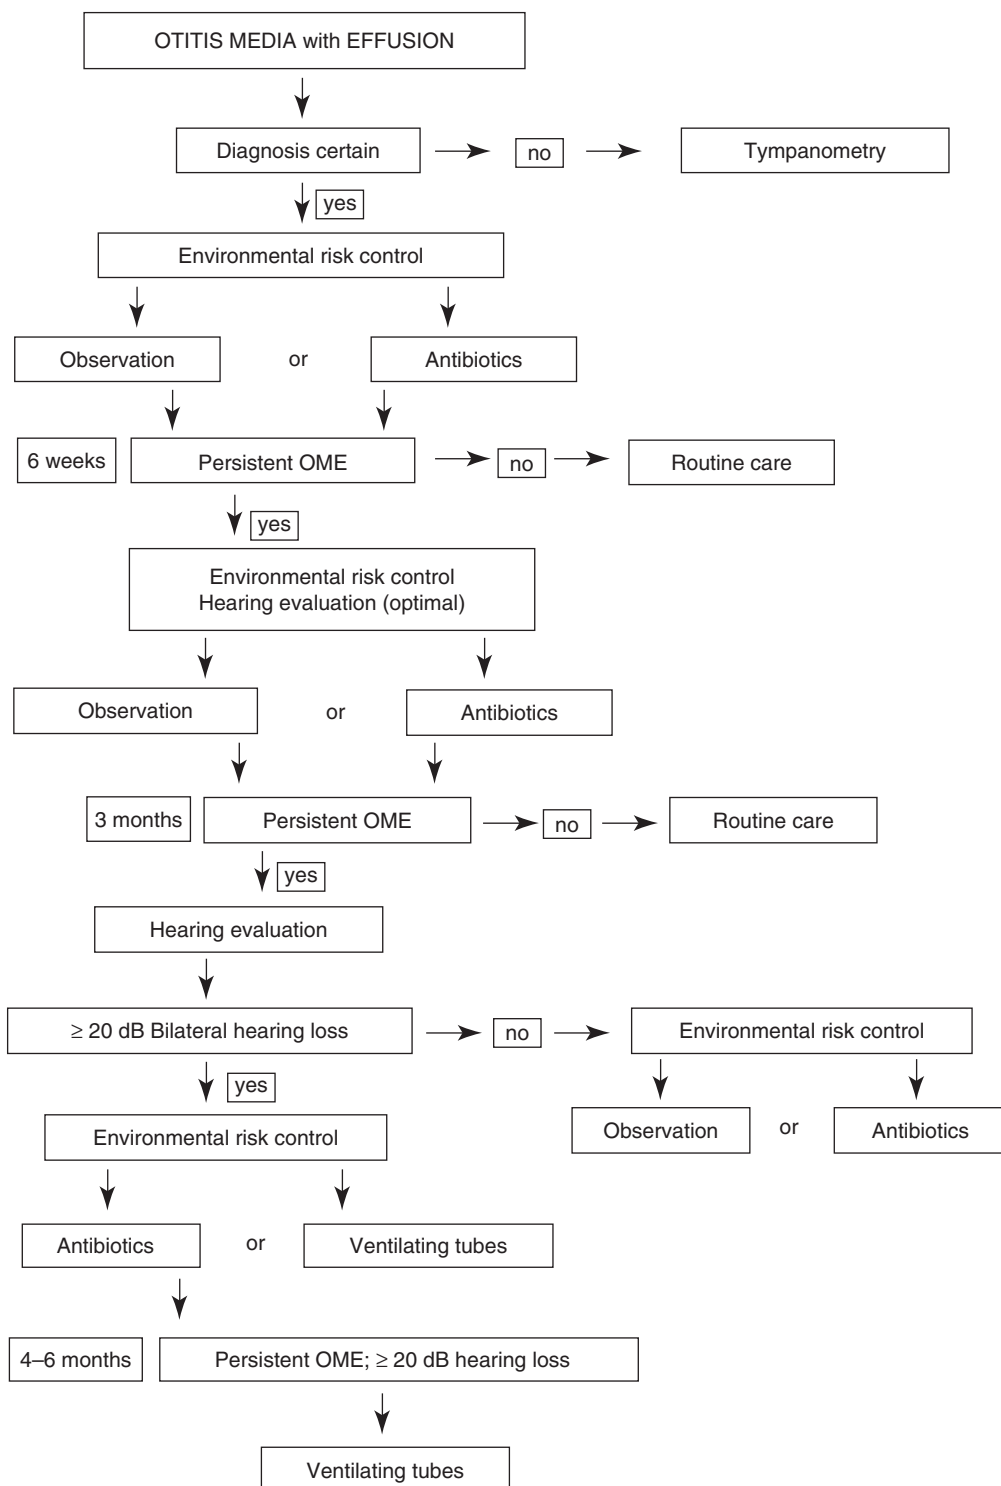 OTITIS MEDIA with EFFUSION
Diagnosis certain
no
Tympanometry
yes
Environmental risk control
Observation
or
Antibiotics
6 weeks
Persistent OME
no
Routine care
yes
Environmental risk control
Hearing evaluation (optimal)
Observation
or
Antibiotics
3 months
Persistent OME
no
Routine care
yes
Hearing evaluation
≥ 20 dB Bilateral hearing loss
no
Environmental risk control
yes
Observation
or
Antibiotics
Environmental risk control
Antibiotics
or
Ventilating tubes
4–6 months
Persistent OME; ≥ 20 dB hearing loss
Ventilating tubes